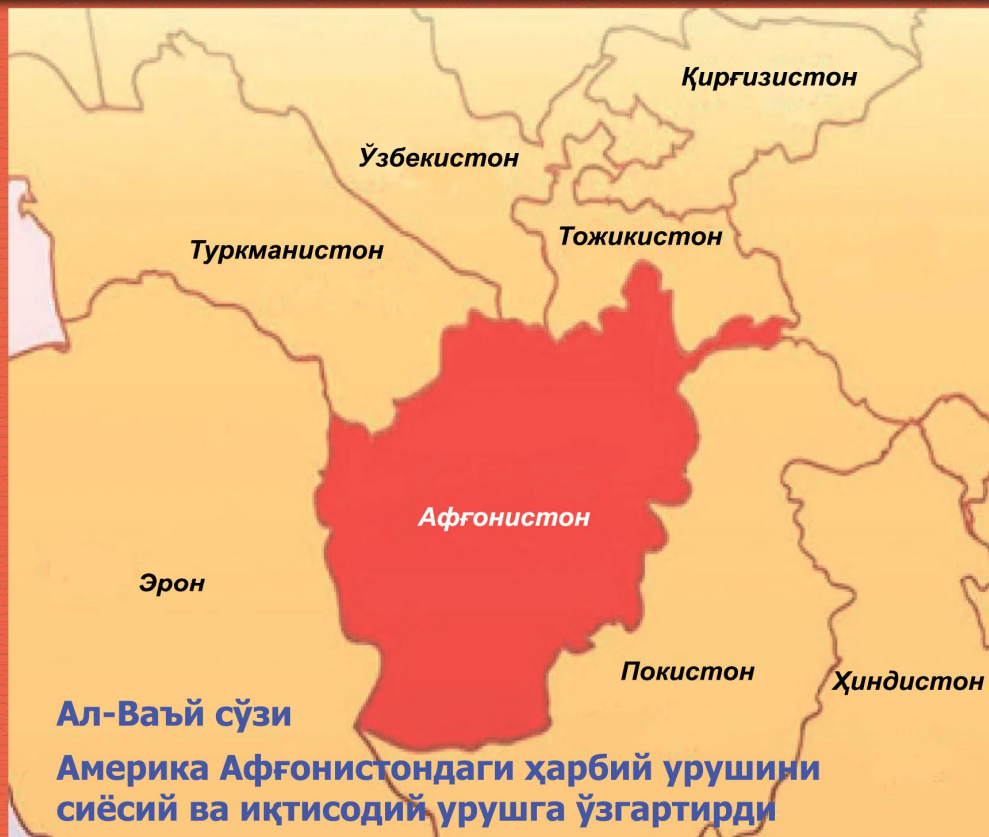 Қирғизистон
Ўзбекистон
Тожикистон
Туркманистон
Афғонистон
Эрон
Покистон
Ҳиндистон
Ал-Ваъй сўзи
Америка Афғонистондаги ҳарбий урушини
сиёсий ва иқтисодий урушга ўзгартирди